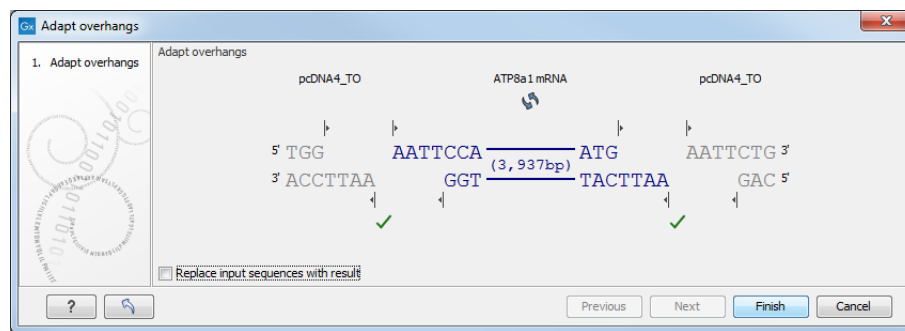 Gx Adapt overhangs
1. Adapt overhangs
Adapt overhangs
pcDNA4_TO ATP8a1 mRNA pcDNA4_TO
5' TGG AATTCCA ATG AATTCTG 3'
(3,937bp)
3' ACCTTAA GGT TACTTAA GAC 5'
Replace input sequences with result
? Previous Next Finish Cancel